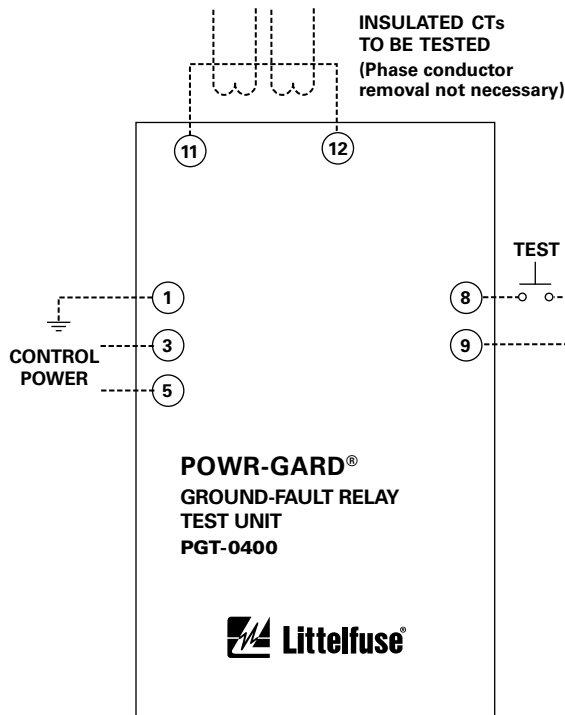 INSULATED CTs
TO BE TESTED
(Phase conductor
removal not necessary)
11
12
TEST
1
8
3
9
CONTROL
POWER
5
POWR-GARD®
GROUND-FAULT RELAY
TEST UNIT
PGT-0400
Littelfuse®